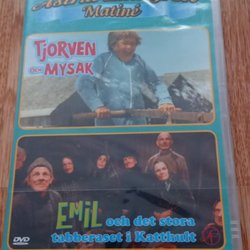 Matiné
TJORVEN
OCH MYSAK
EMIL och det stora
tabberaset i Katthult
DVD